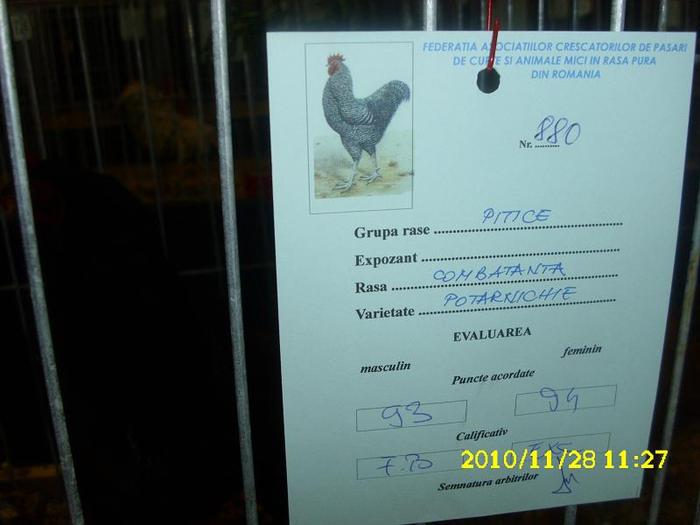 FEDERATIA ASOCIATIILOR CRESCATORILOR DE PASARI
DE CURTE SI ANIMALE MICI IN RASA PURA
DIN ROMANIA
Nr. 880
Grupa rase PITICE
Expozant
Rasa COMBATANTA
Varietate POTARNICHIE
EVALUAREA
masculin feminin
Puncte acordate
93 94
Calificativ
Semnatura arbitrilor
2010/11/28 11:27